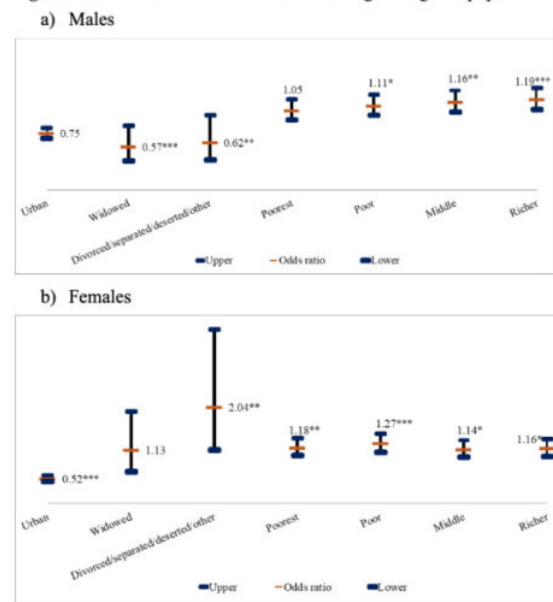 a) Males
1.05
1.11*
1.16**
1.19***
0.75
0.57***
0.62**
Urban
Widowed
Divorced/separated/deserted/other
Poorest
Poor
Middle
Richer
Upper
Odds ratio
Lower
b) Females
2.04**
1.18**
1.27***
1.14*
1.16*
1.13
0.52***
Urban
Widowed
Divorced/separated/deserted/other
Poorest
Poor
Middle
Richer
Upper
Odds ratio
Lower